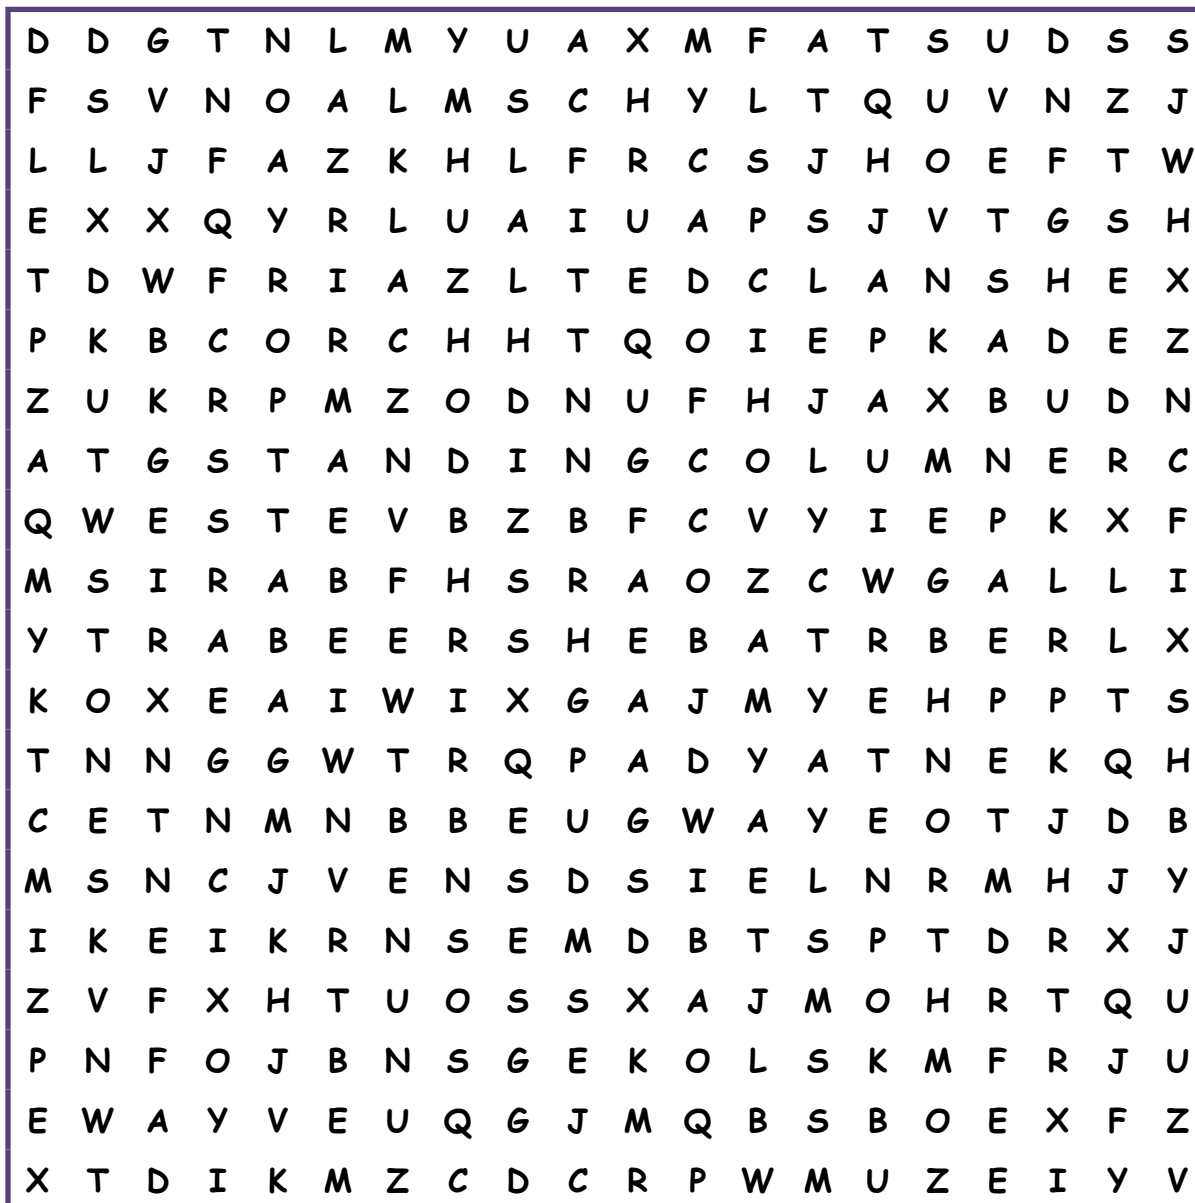 D D G T N L M Y U A X M F A T S U D S S
F S V N O A L M S C H Y L T Q U V N Z J
L L J F A Z K H L F R C S J H O E F T W
E X X Q Y R L U A I U A P S J V T G S H
T D W F R I A Z L T E D C L A N S H E X
P K B C O R C H H T Q O I E P K A D E Z
Z U K R P M Z O D N U F H J A X B U D N
A T G S T A N D I N G C O L U M N E R C
Q W E S T E V B Z B F C V Y I E P K X F
M S I R A B F H S R A O Z C W G A L L I
Y T R A B E E R S H E B A T R B E R L X
K O X E A I W I X G A J M Y E H P P T S
T N N G G W T R Q P A D Y A T N E K Q H
C E T N M N B B E U G W A Y E O T J D B
M S N C J V E N S D S I E L N R M H J Y
I K E I K R N S E M D B T S P T D R X J
Z V F X H T U O S S X A J M O H R T Q U
P N F O J B N S G E K O L S K M F R J U
E W A Y V E U Q G J M Q B S B O E X F Z
X T D I K M Z C D C R P W M U Z E I Y V